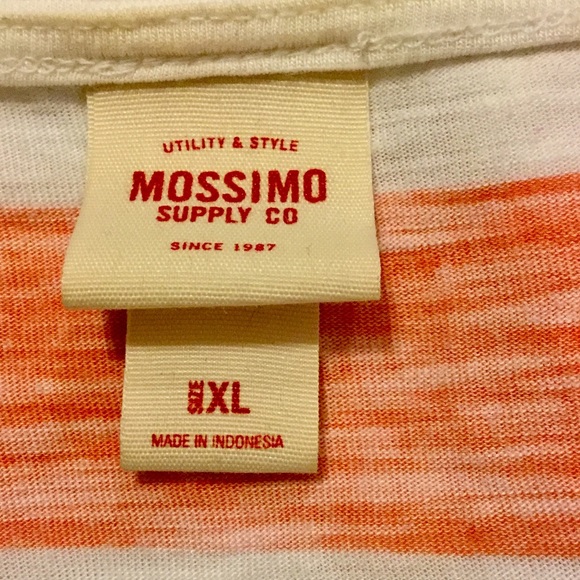 UTILITY & STYLE
MOSSIMO
SUPPLY CO
SINCE 1987
SIZE XL
MADE IN INDONESIA